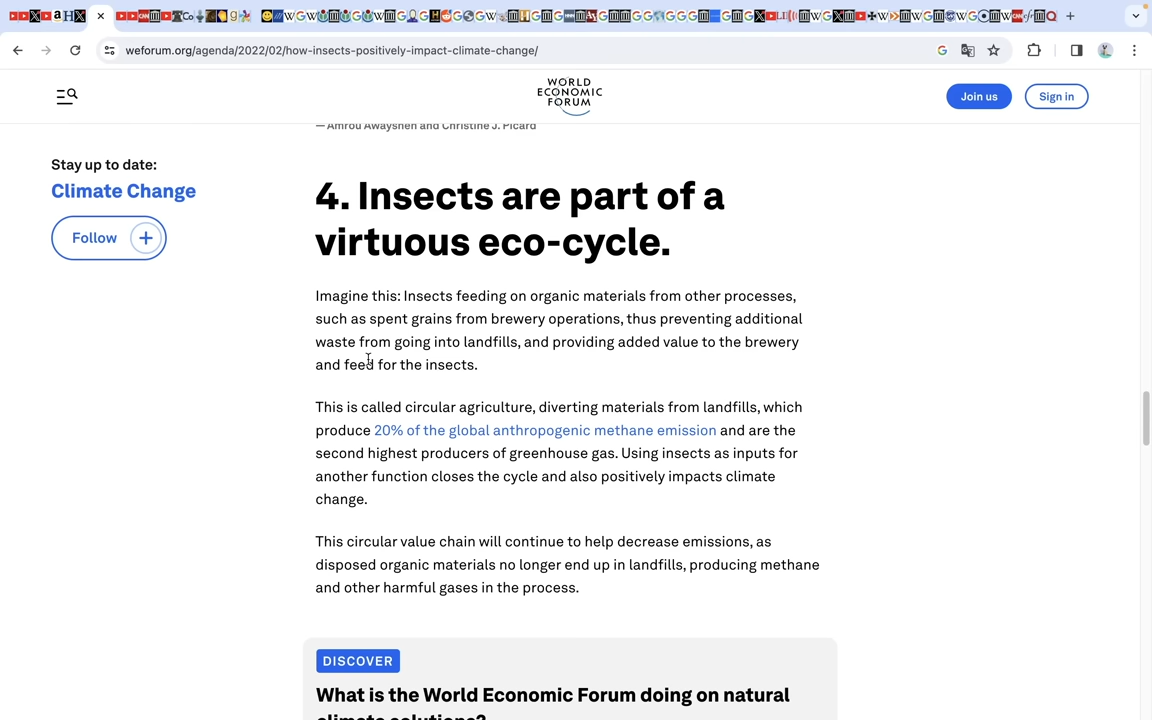 weforum.org/agenda/2022/02/how-insects-positively-impact-climate-change/
WORLD
ECONOMIC
FORUM
Join us
Sign in
— Amrou Awaysheh and Christine J. Picard
Stay up to date:
Climate Change
Follow
4. Insects are part of a
virtuous eco-cycle.
Imagine this: Insects feeding on organic materials from other processes,
such as spent grains from brewery operations, thus preventing additional
waste from going into landfills, and providing added value to the brewery
and feed for the insects.
This is called circular agriculture, diverting materials from landfills, which
produce 20% of the global anthropogenic methane emission and are the
second highest producers of greenhouse gas. Using insects as inputs for
another function closes the cycle and also positively impacts climate
change.
This circular value chain will continue to help decrease emissions, as
disposed organic materials no longer end up in landfills, producing methane
and other harmful gases in the process.
DISCOVER
What is the World Economic Forum doing on natural
climate solutions?